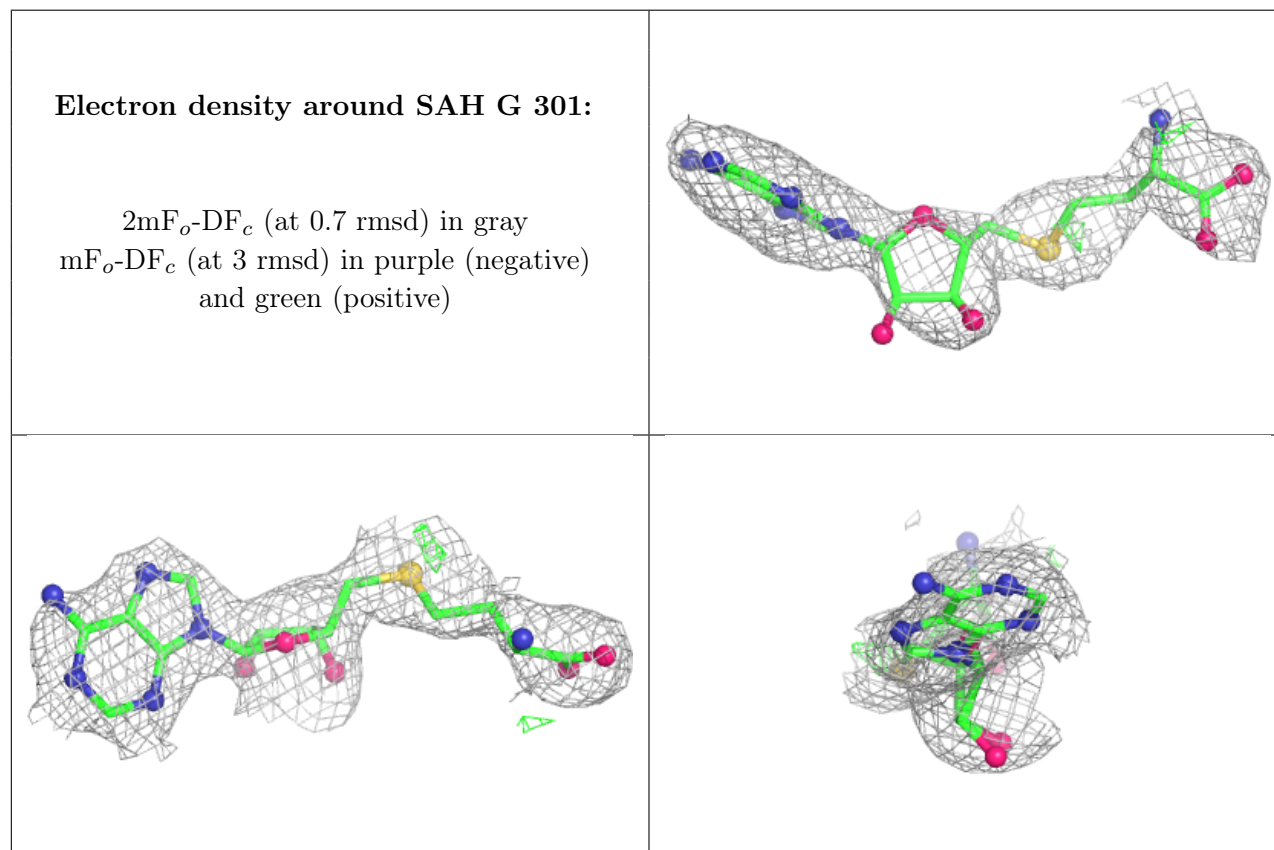 Electron density around SAH G 301:
2mFo-DFc (at 0.7 rmsd) in gray
mFo-DFc (at 3 rmsd) in purple (negative)
and green (positive)